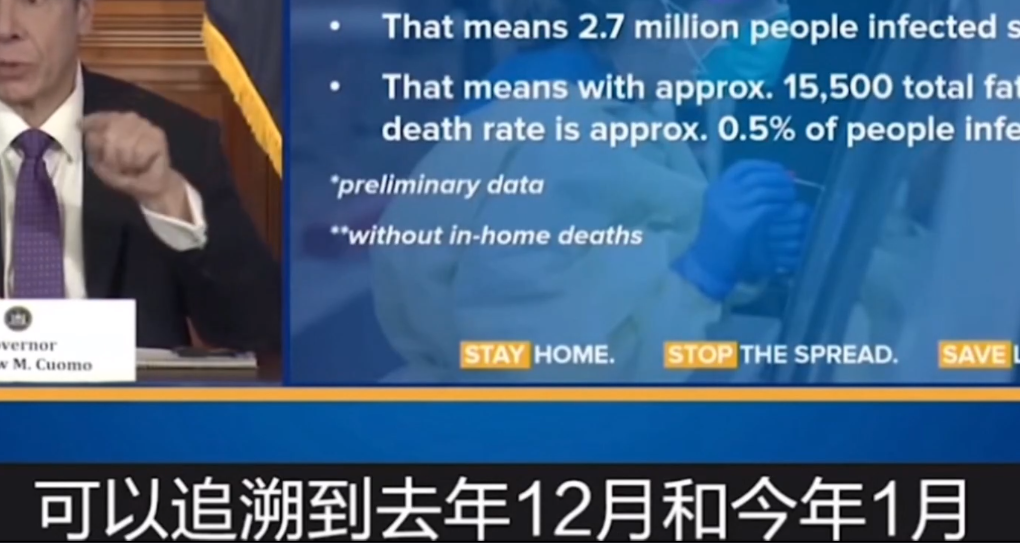 • That means 2.7 million people infected s
• That means with approx. 15,500 total fat
death rate is approx. 0.5% of people infe
*preliminary data
**without in-home deaths
vernor
w M. Cuomo
STAY HOME. STOP THE SPREAD. SAVE L
可以追溯到去年12月和今年1月